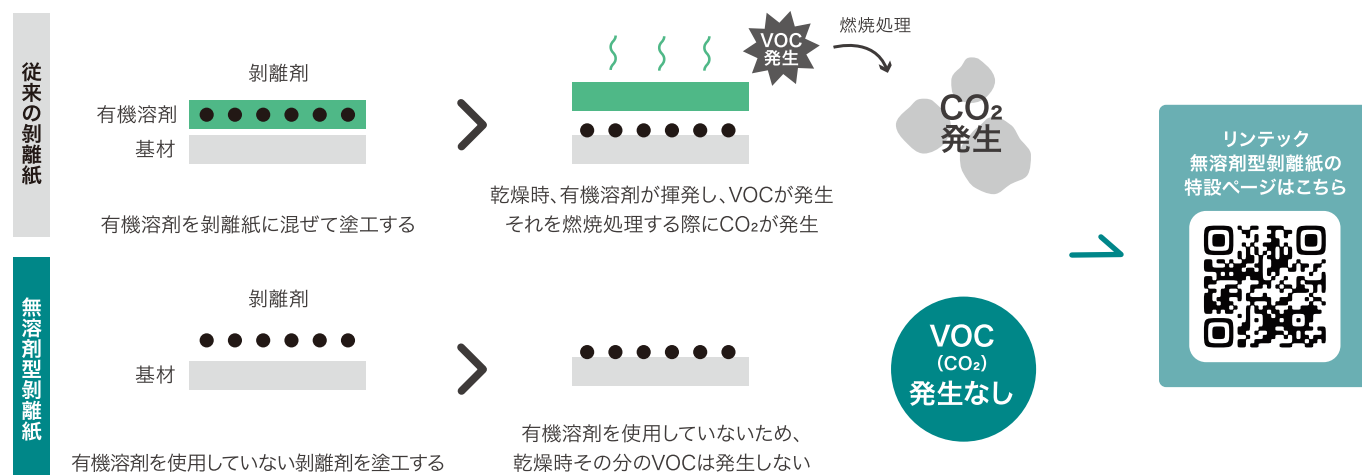 従来の剥離紙
剥離剤
有機溶剤
基材
有機溶剤を剥離紙に混ぜて塗工する
VOC
発生
燃焼処理
CO₂
発生
乾燥時、有機溶剤が揮発し、VOCが発生
それを燃焼処理する際にCO₂が発生
無溶剤型剥離紙
剥離剤
基材
有機溶剤を使用していない剥離剤を塗工する
有機溶剤を使用していないため、
乾燥時その分のVOCは発生しない
VOC
（CO₂）
発生なし
リンテック
無溶剤型剥離紙の
特設ページはこちら